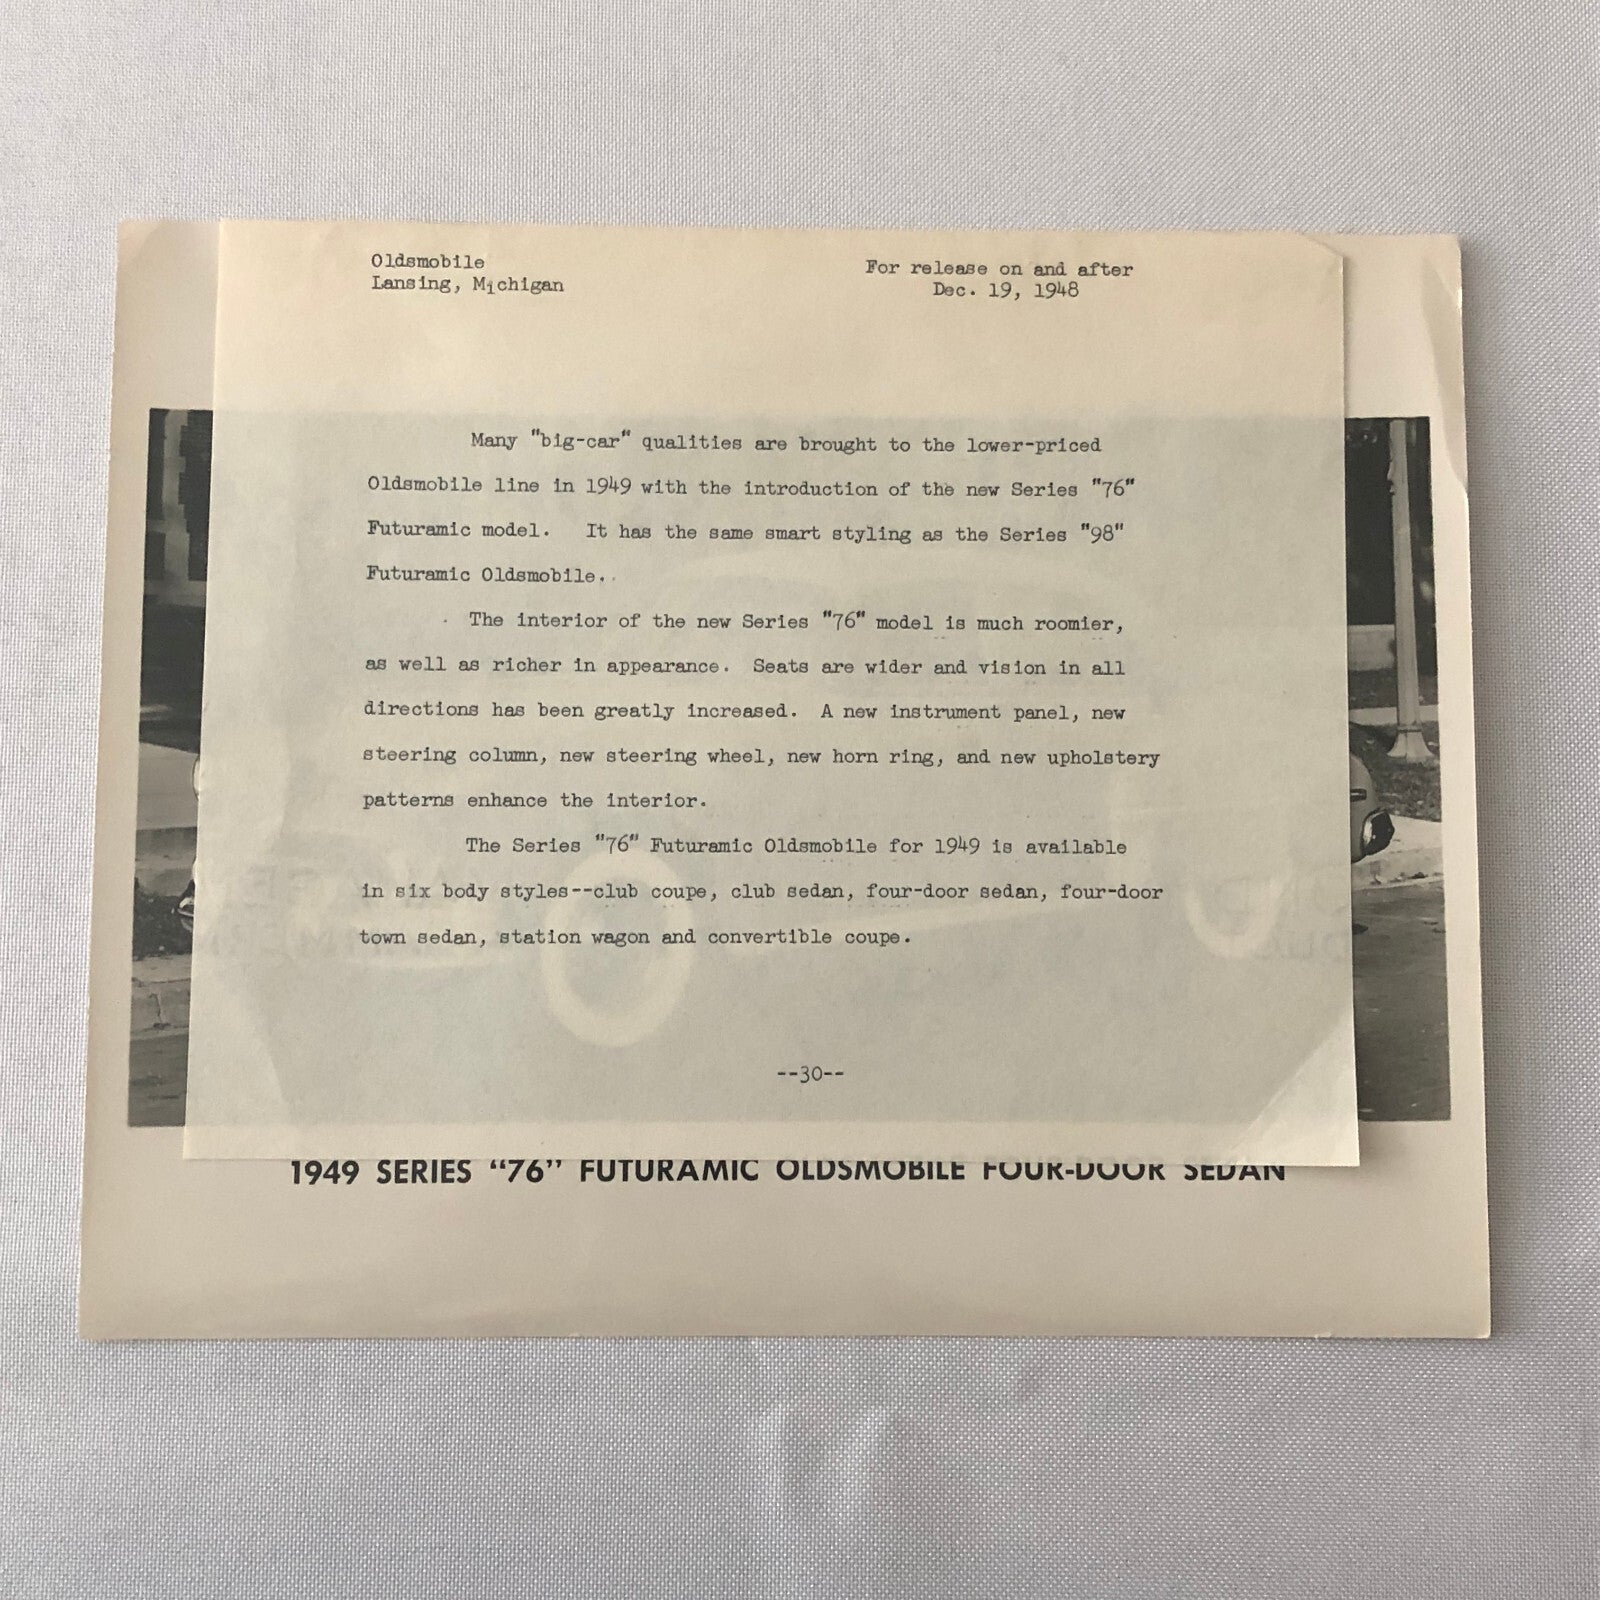 Oldsmobile
Lansing, Michigan
For release on and after
Dec. 19, 1948
Many "big-car" qualities are brought to the lower-priced
Oldsmobile line in 1949 with the introduction of the new Series "76"
Futuramic model. It has the same smart styling as the Series "98"
Futuramic Oldsmobile.
The interior of the new Series "76" model is much roomier,
as well as richer in appearance. Seats are wider and vision in all
directions has been greatly increased. A new instrument panel, new
steering column, new steering wheel, new horn ring, and new upholstery
patterns enhance the interior.
The Series "76" Futuramic Oldsmobile for 1949 is available
in six body styles--club coupe, club sedan, four-door sedan, four-door
town sedan, station wagon and convertible coupe.
--30--
1949 SERIES “76” FUTURAMIC OLDSMOBILE FOUR-DOOR SEDAN